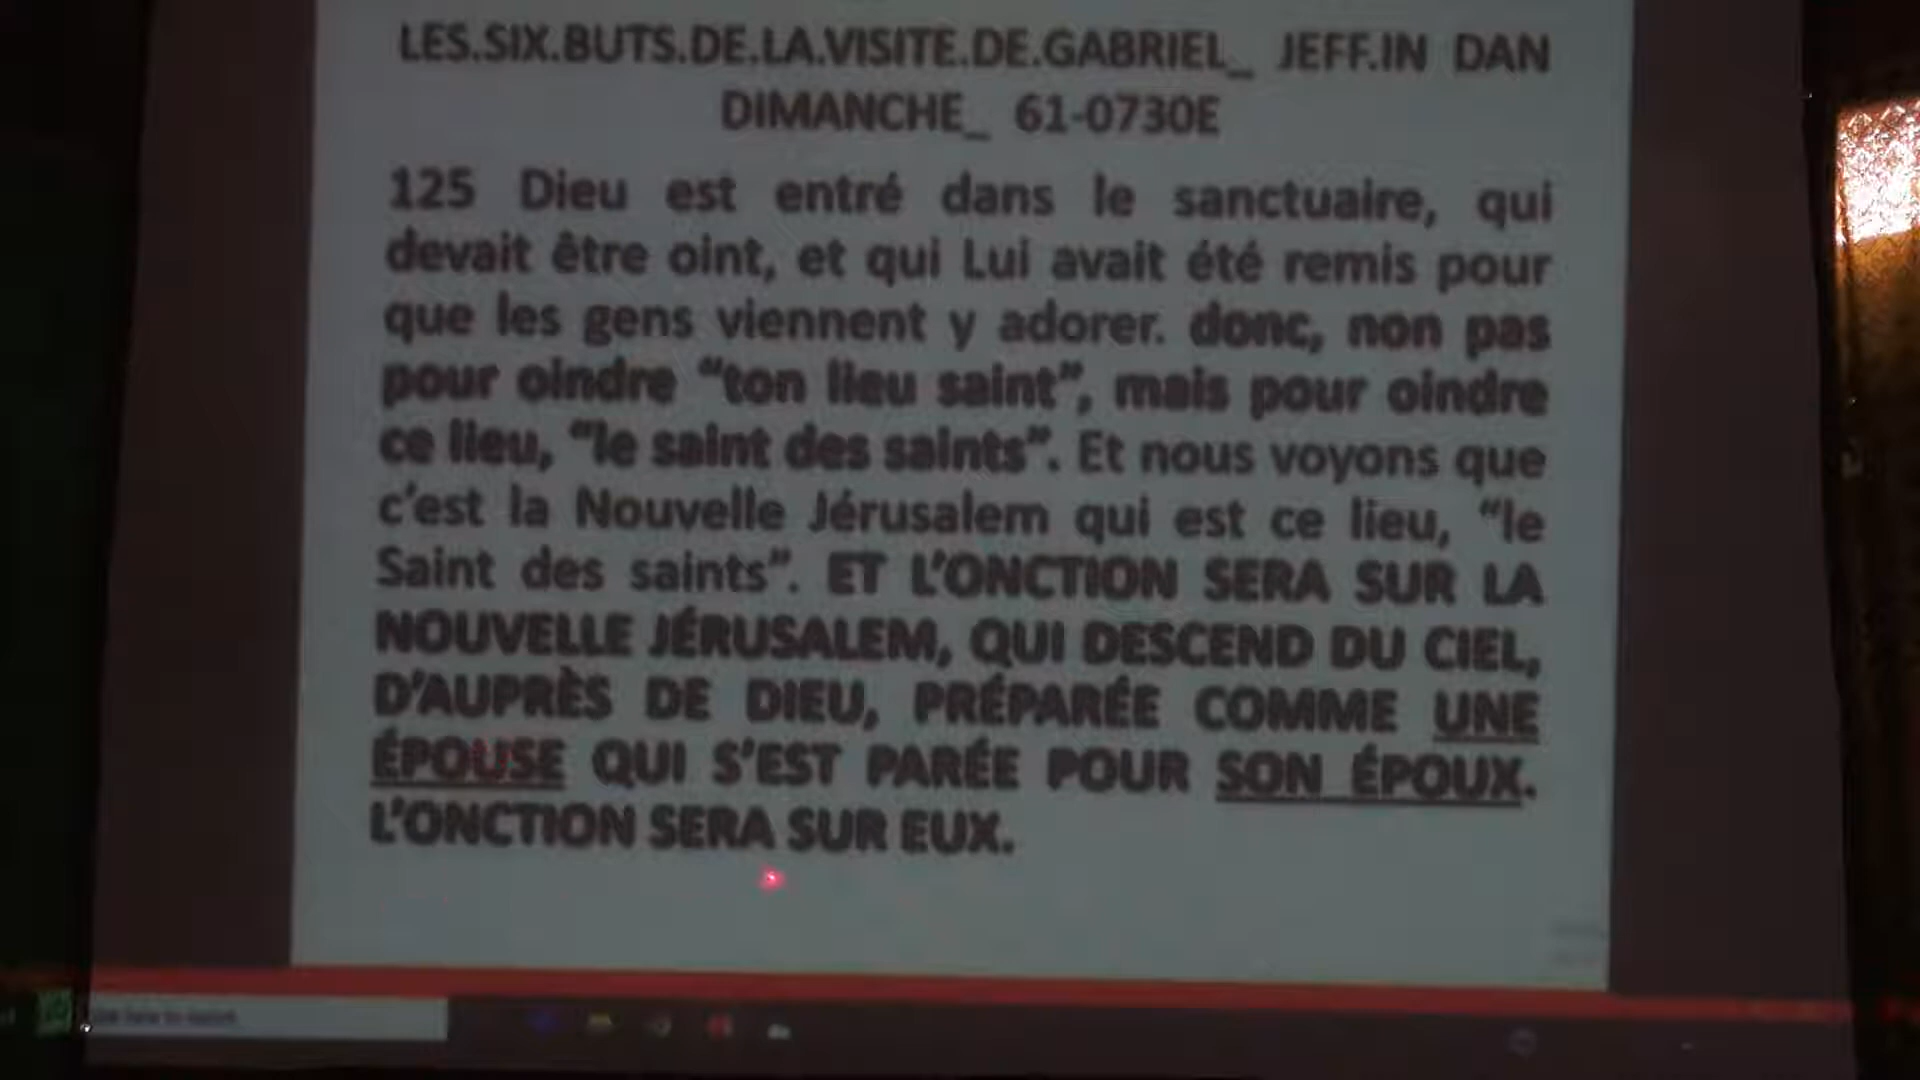 LES.SIX.BUTS.DE.LA.VISITE.DE.GABRIEL_ JEFF.IN DAN
DIMANCHE_ 61-0730E
125 Dieu est entré dans le sanctuaire, qui
devait être oint, et qui Lui avait été remis pour
que les gens viennent y adorer. donc, non pas
pour oindre “ton lieu saint”, mais pour oindre
ce lieu, “le saint des saints”. Et nous voyons que
c’est la Nouvelle Jérusalem qui est ce lieu, “le
Saint des saints”. ET L’ONCTION SERA SUR LA
NOUVELLE JÉRUSALEM, QUI DESCEND DU CIEL,
D’AUPRÈS DE DIEU, PRÉPARÉE COMME UNE
ÉPOUSE QUI S’EST PARÉE POUR SON ÉPOUX.
L’ONCTION SERA SUR EUX.